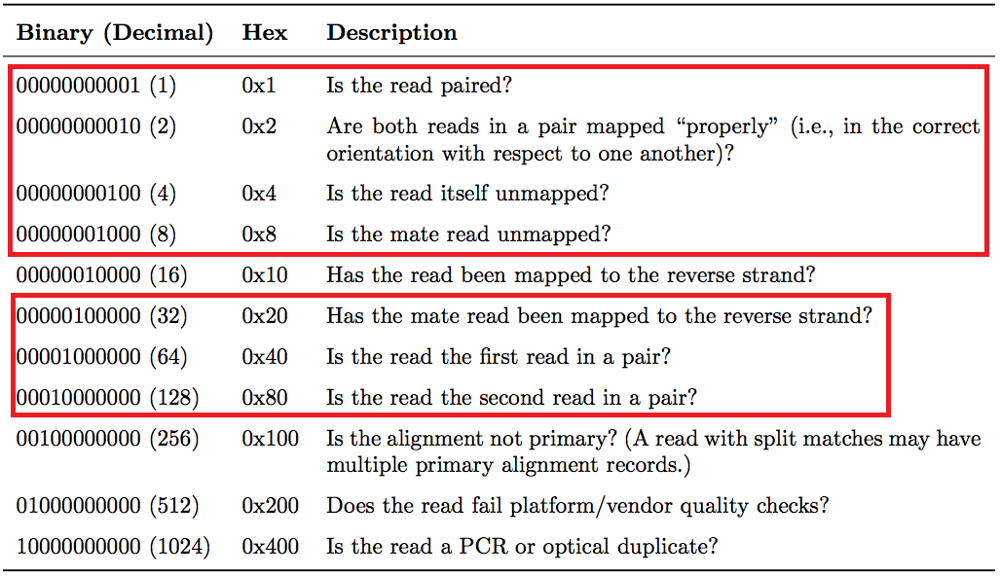 Binary (Decimal) Hex Description
00000000001 (1) 0x1 Is the read paired?
00000000010 (2) 0x2 Are both reads in a pair mapped “properly” (i.e., in the correct
orientation with respect to one another)?
00000000100 (4) 0x4 Is the read itself unmapped?
00000001000 (8) 0x8 Is the mate read unmapped?
00000010000 (16) 0x10 Has the read been mapped to the reverse strand?
00000100000 (32) 0x20 Has the mate read been mapped to the reverse strand?
00001000000 (64) 0x40 Is the read the first read in a pair?
00010000000 (128) 0x80 Is the read the second read in a pair?
00100000000 (256) 0x100 Is the alignment not primary? (A read with split matches may have
multiple primary alignment records.)
01000000000 (512) 0x200 Does the read fail platform/vendor quality checks?
10000000000 (1024) 0x400 Is the read a PCR or optical duplicate?